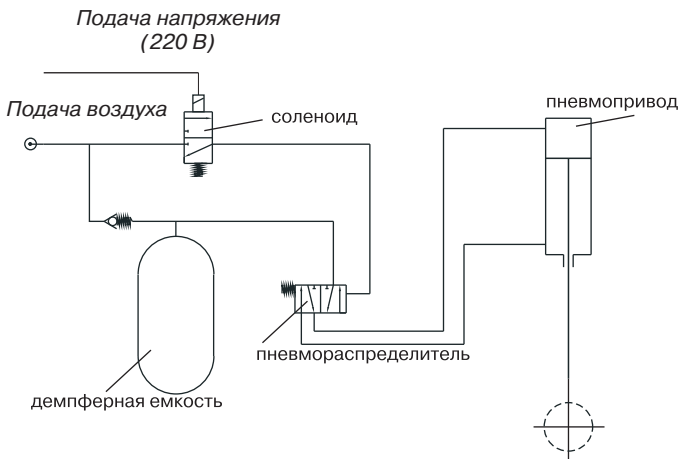 Подача напряжения
(220 В)
Подача воздуха
соленоид
пневмопривод
пневмораспределитель
демпферная емкость